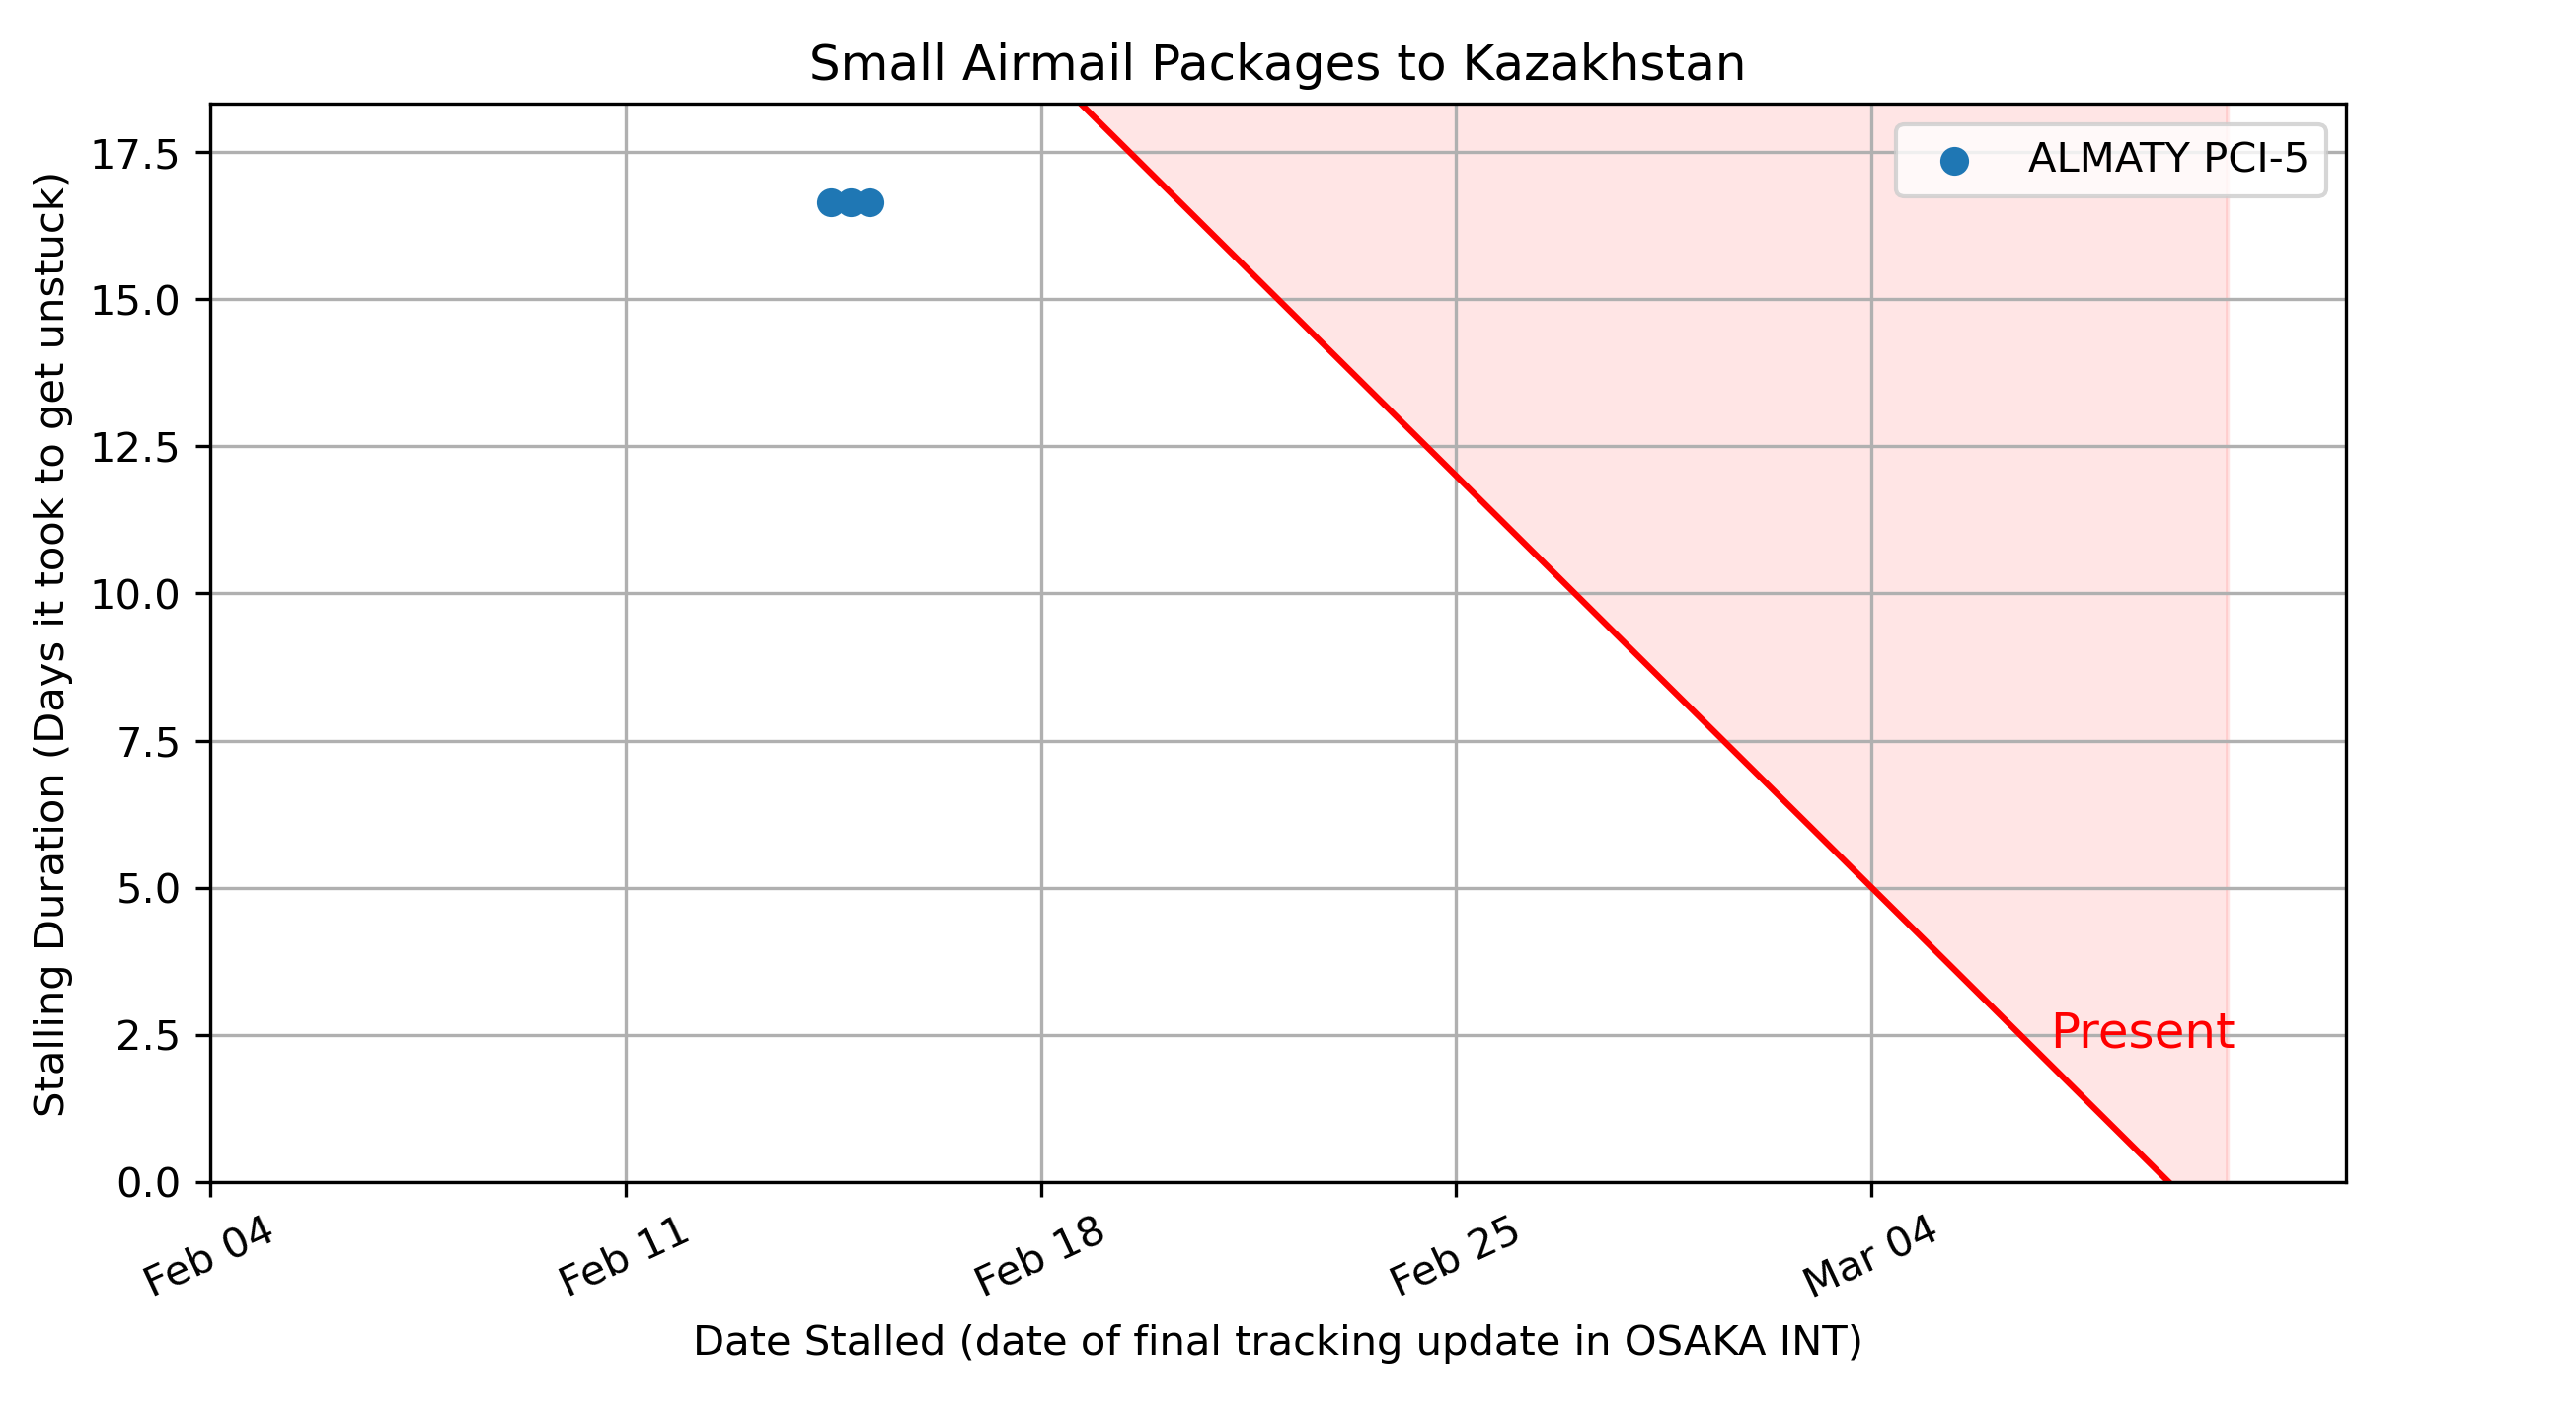 Small Airmail Packages to Kazakhstan
ALMATY PCI-5
Stalling Duration (Days it took to get unstuck)
17.5
15.0
12.5
10.0
7.5
5.0
2.5
0.0
Present
Feb 04
Feb 11
Feb 18
Feb 25
Mar 04
Date Stalled (date of final tracking update in OSAKA INT)